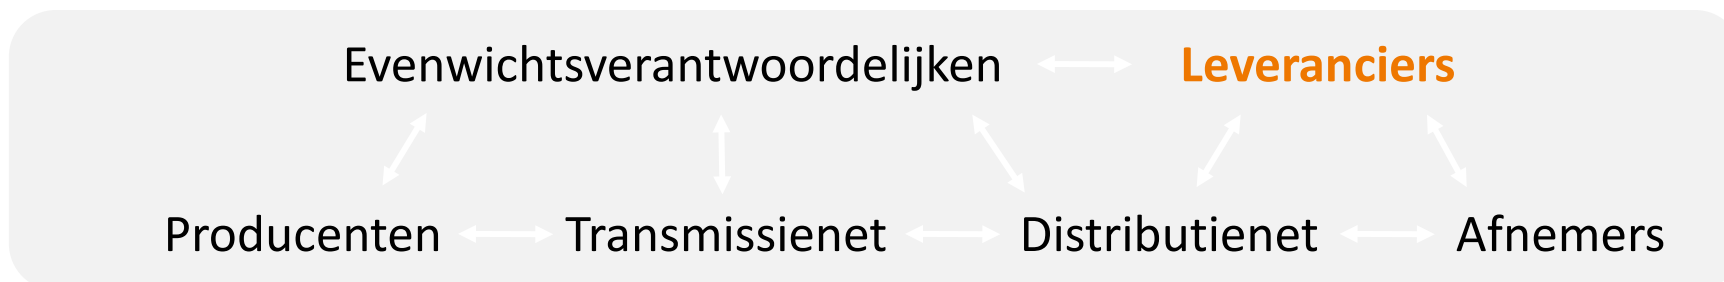 Evenwichtsverantwoordelijken Leveranciers
Producenten Transmissienet Distributienet Afnemers